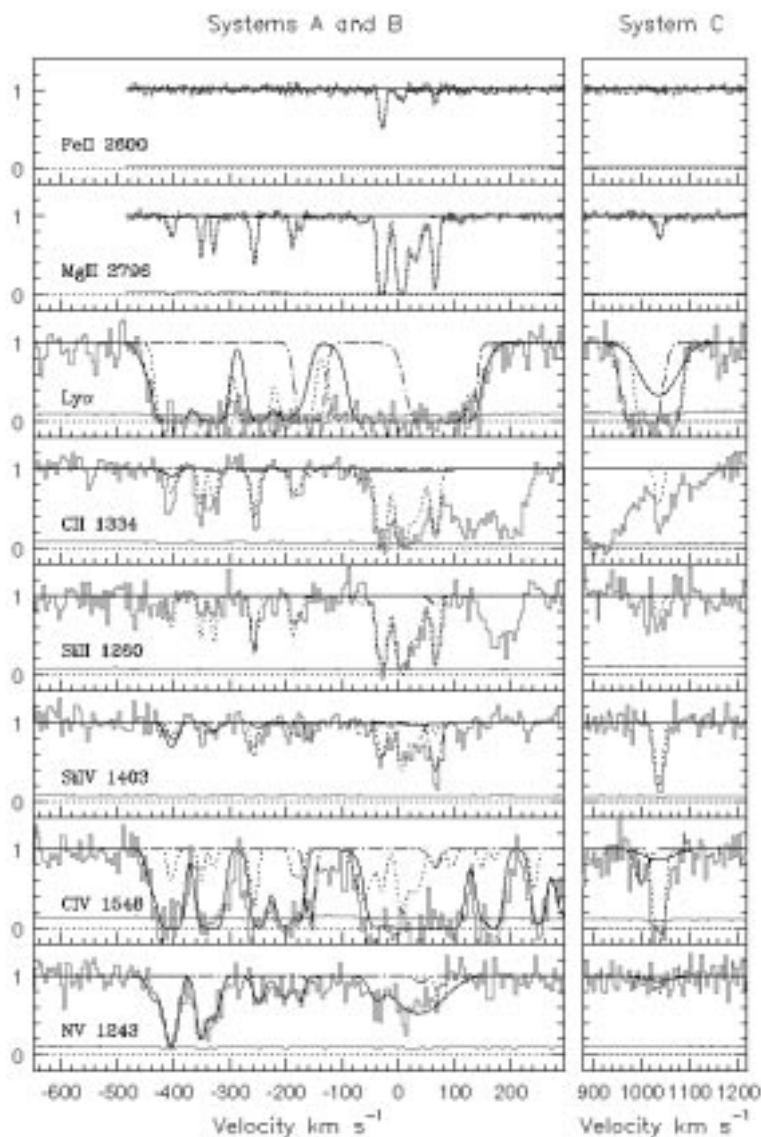 Systems A and B System C
1
FeII 2600
0
1
MgII 2796
0
1
Lyα
0
1
CII 1334
0
1
SiII 1260
0
1
SiIV 1403
0
1
CIV 1548
0
1
NV 1243
0
-600 -500 -400 -300 -200 -100 0 100 200 900 1000 1100 1200
Velocity km s⁻¹ Velocity km s⁻¹